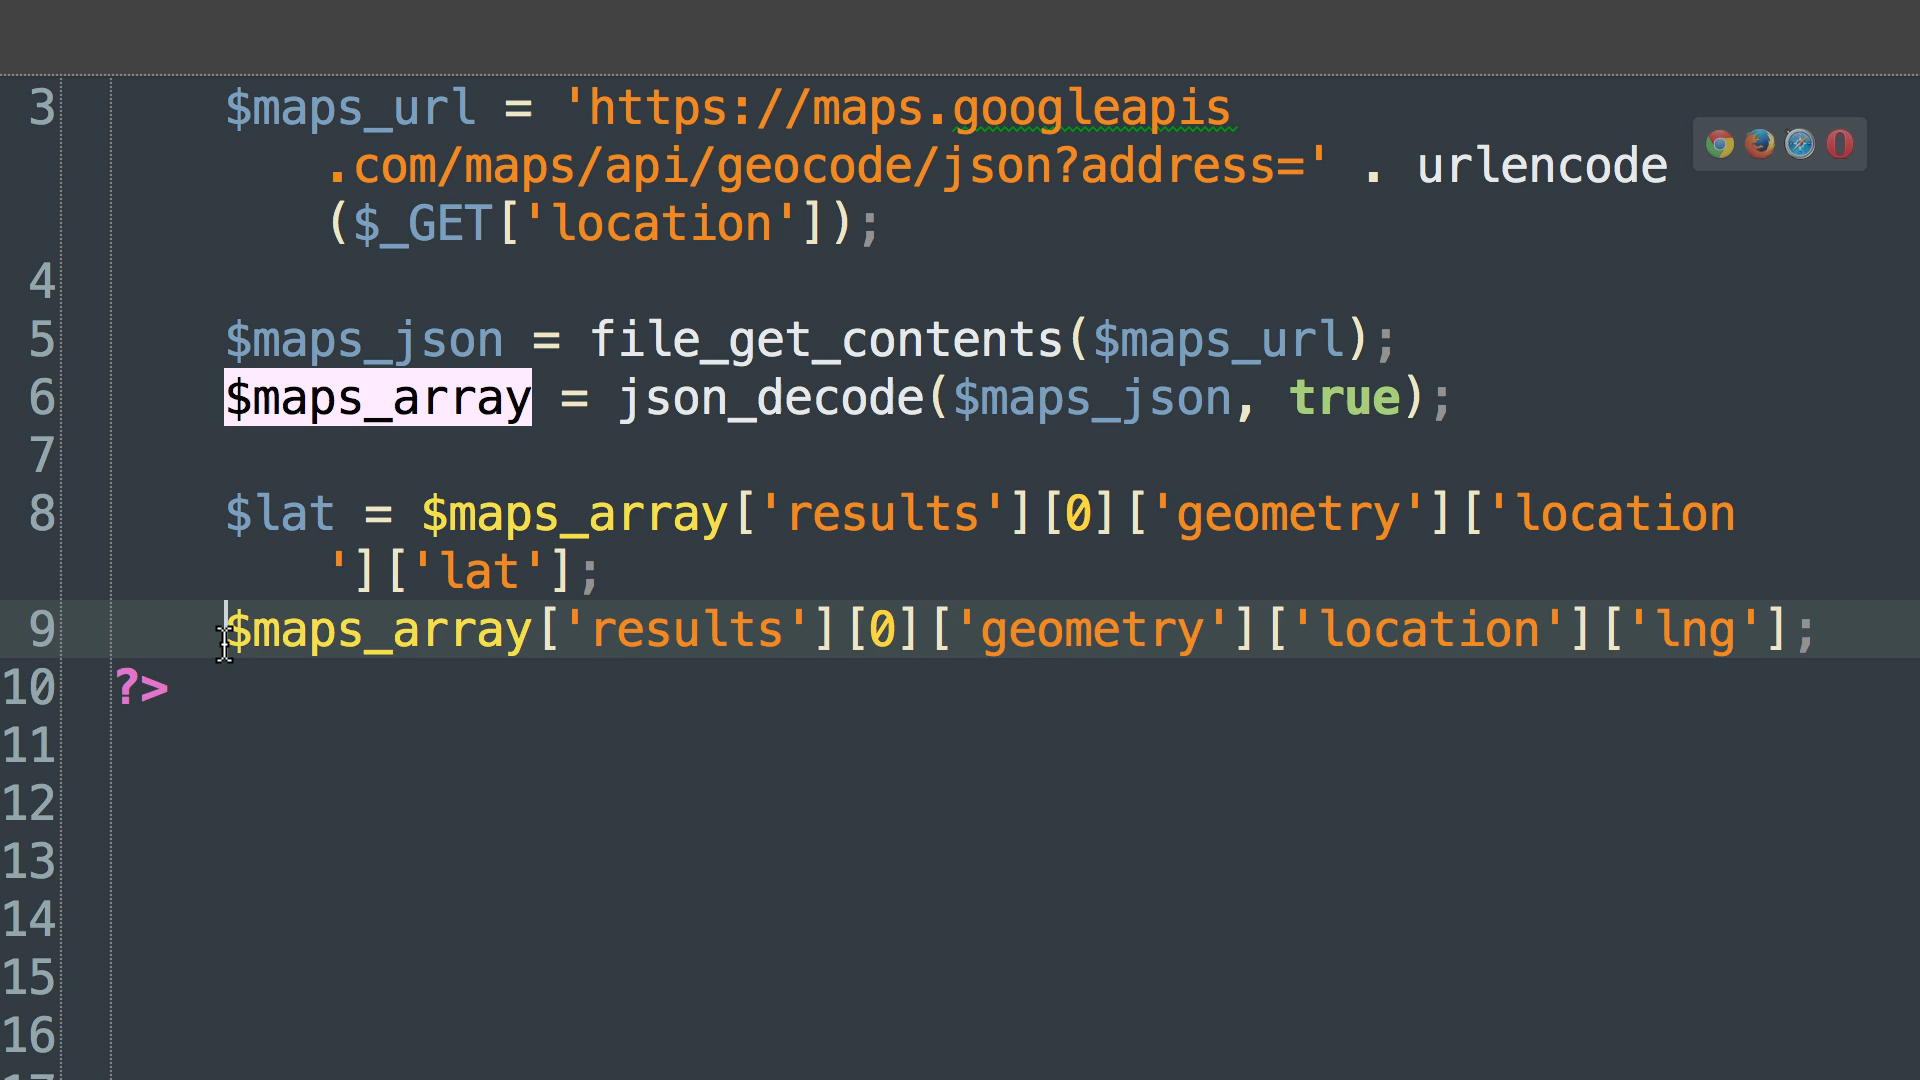 3 $maps_url = 'https://maps.googleapis
.com/maps/api/geocode/json?address=' . urlencode
($_GET['location']);
4
5 $maps_json = file_get_contents($maps_url);
6 $maps_array = json_decode($maps_json, true);
7
8 $lat = $maps_array['results'][0]['geometry']['location
']['lat'];
9 $maps_array['results'][0]['geometry']['location']['lng'];
10 ?>
11
12
13
14
15
16
17